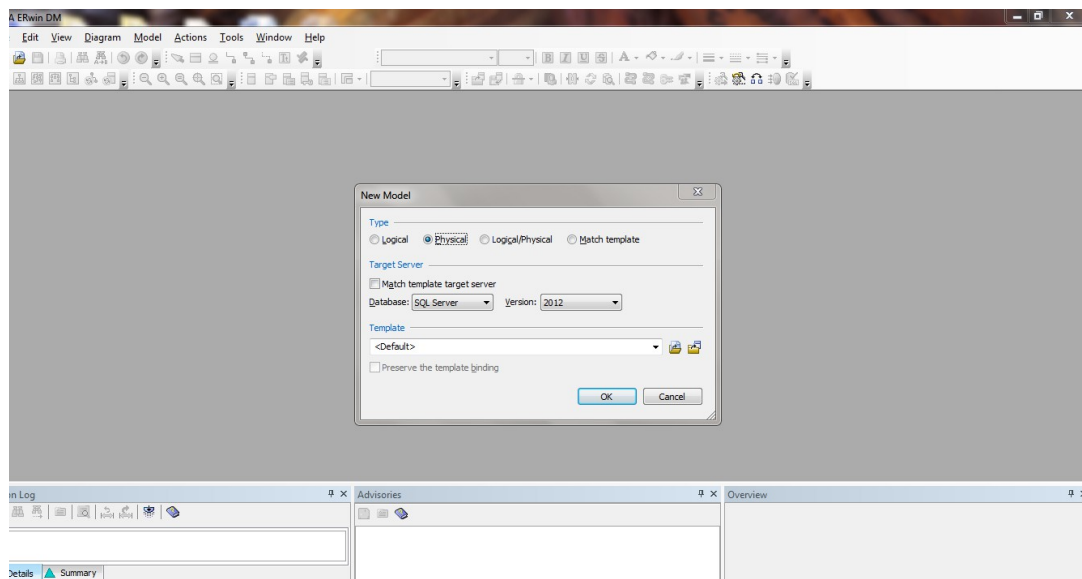 A ERwin DM
Edit View Diagram Model Actions Tools Window Help
B I U S A
New Model
Type
Logical Physical Logical/Physical Match template
Target Server
Match template target server
Database: SQL Server Version: 2012
Template
<Default>
Preserve the template binding
OK Cancel
on Log Advisories Overview
Details Summary